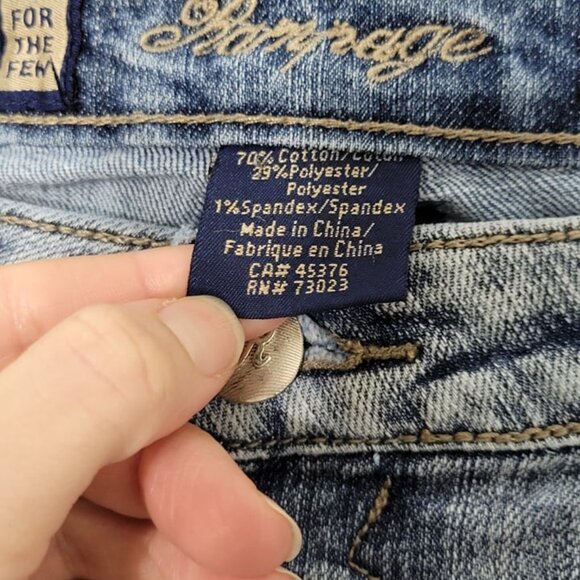 FOR
THE
FEW
Rampage
70% Cotton/Coton
29%Polyester/
Polyester
1%Spandex/Spandex
Made in China/
Fabrique en China
CA# 45376
RN# 73023